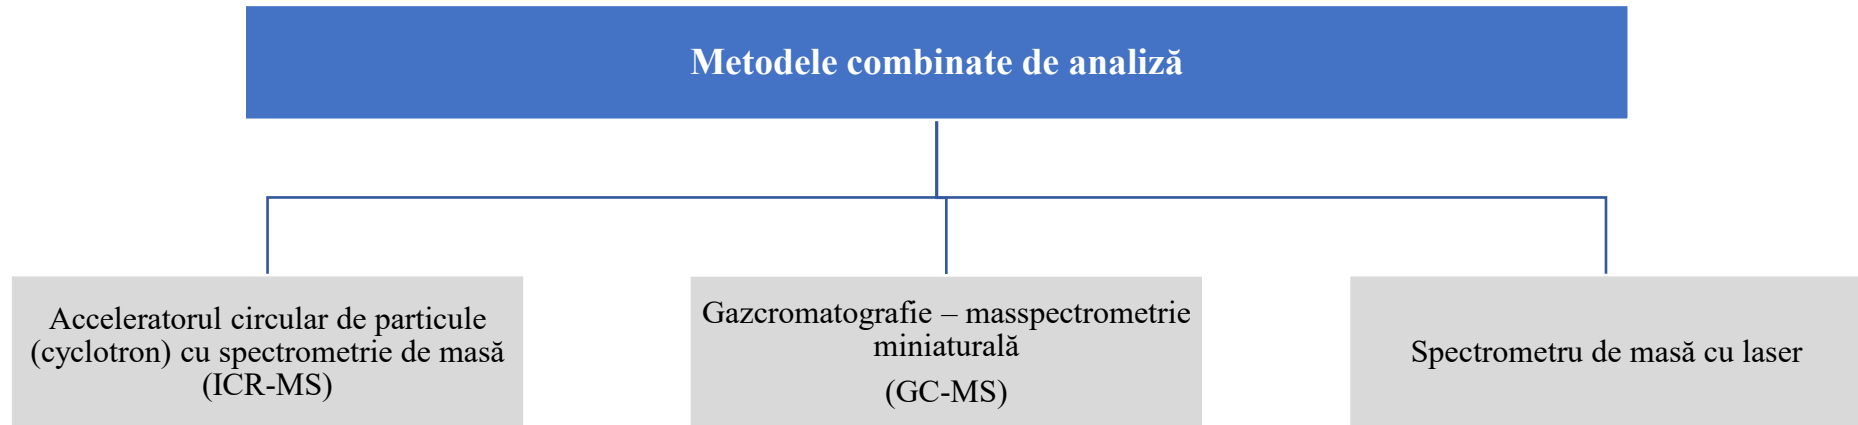 Metodele combinate de analiză
Acceleratorul circular de particule
(cyclotron) cu spectrometrie de masă
(ICR-MS)
Gazcromatografie – masspectrometrie
miniaturală
(GC-MS)
Spectrometru de masă cu laser